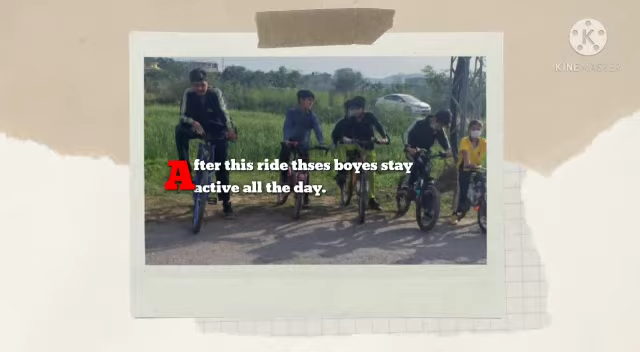 KINEMASTER
After this ride thses boyes stay
active all the day.